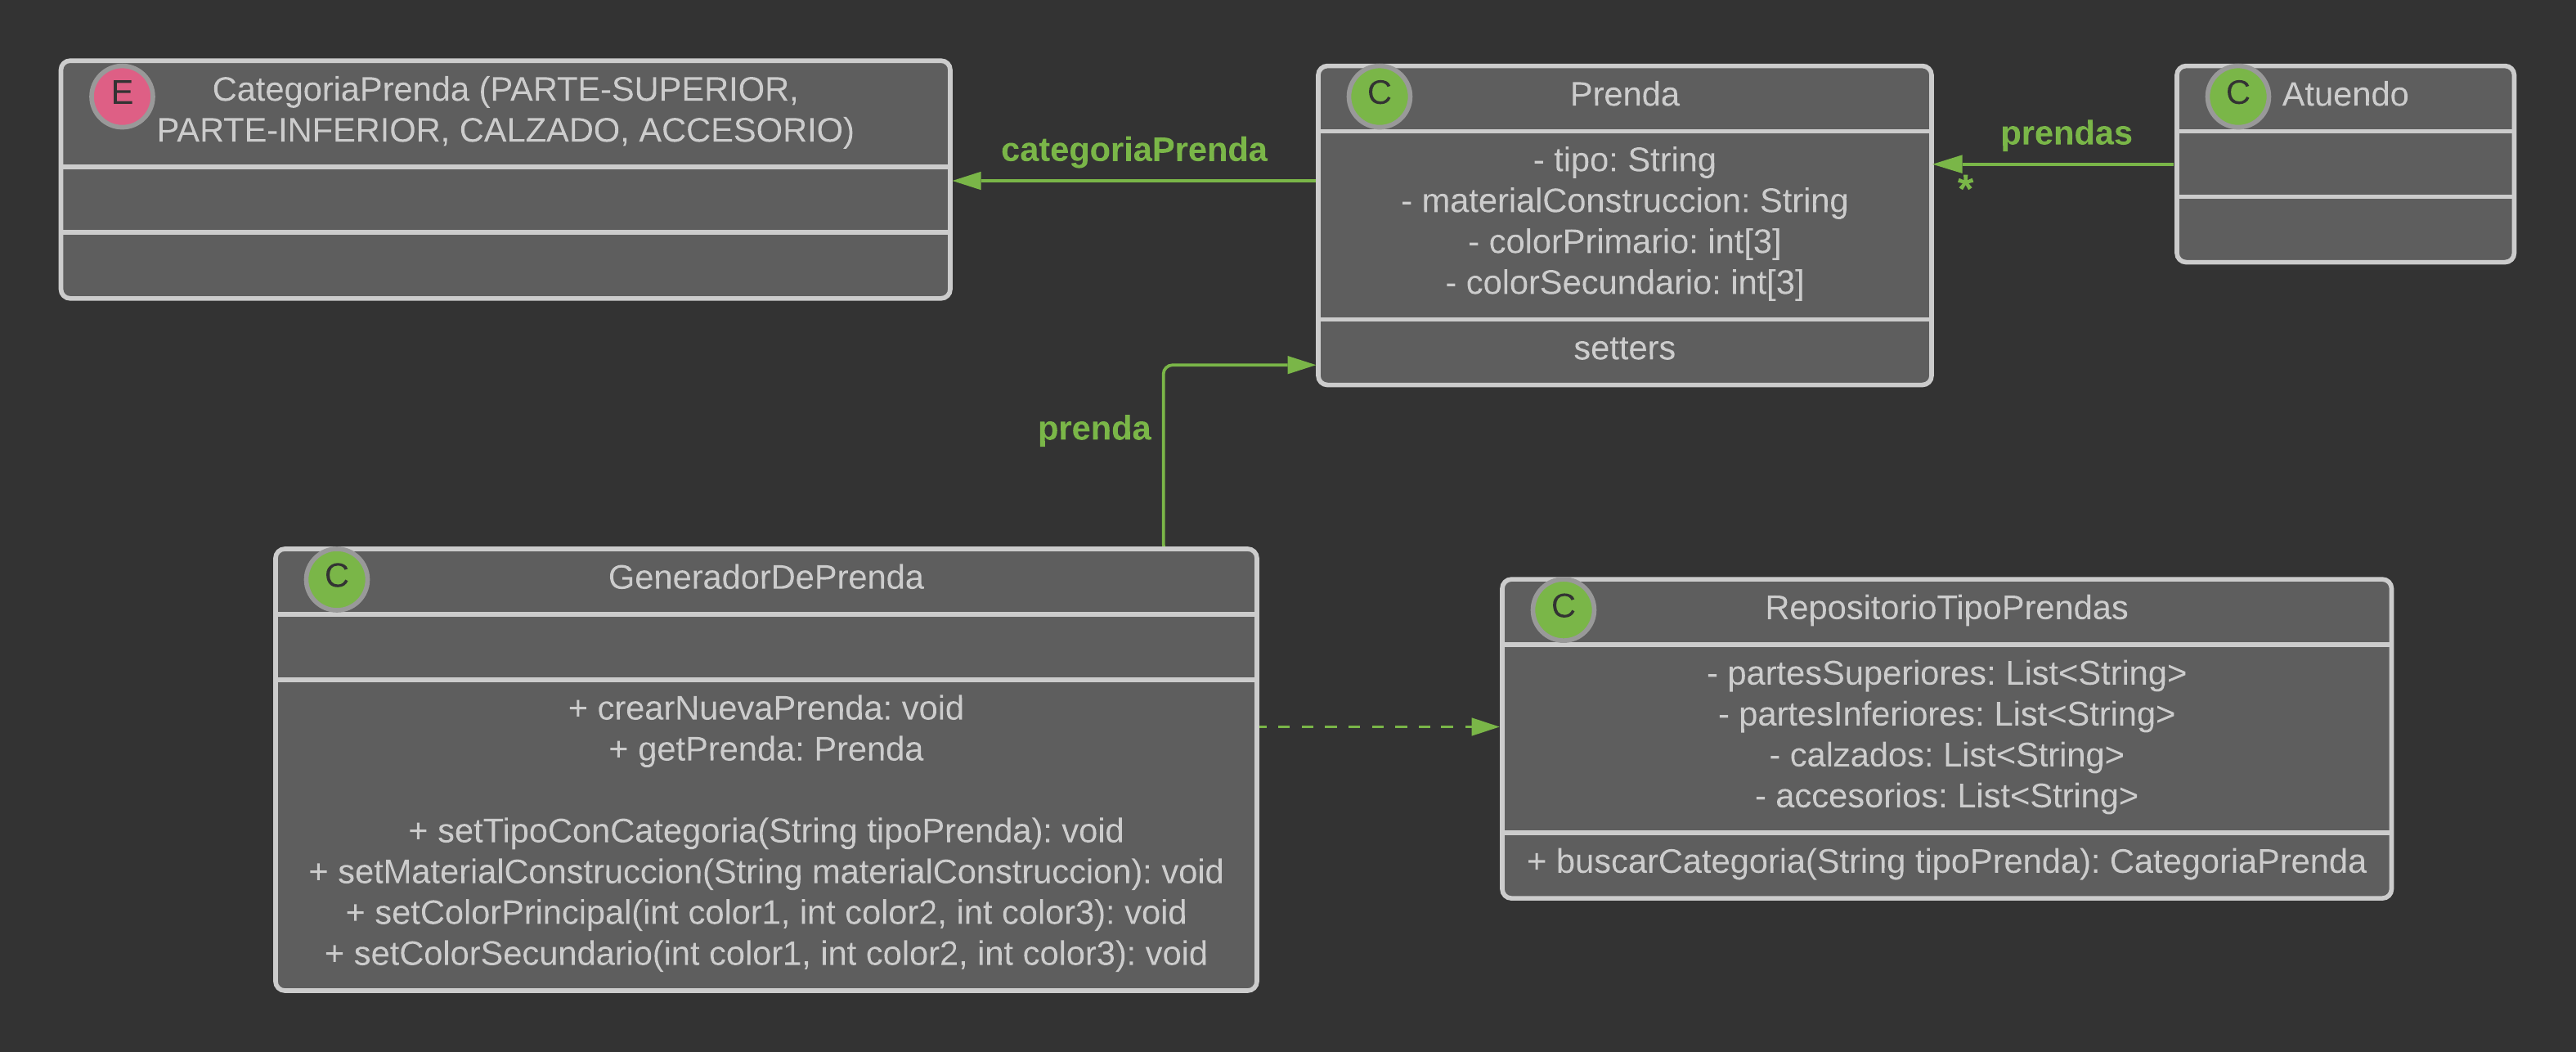 E
CategoriaPrenda (PARTE-SUPERIOR,
PARTE-INFERIOR, CALZADO, ACCESORIO)
categoriaPrenda
C
Prenda
- tipo: String
- materialConstruccion: String
- colorPrimario: int[3]
- colorSecundario: int[3]
setters
prendas
*
C
Atuendo
prenda
C
GeneradorDePrenda
+ crearNuevaPrenda: void
+ getPrenda: Prenda
+ setTipoConCategoria(String tipoPrenda): void
+ setMaterialConstruccion(String materialConstruccion): void
+ setColorPrincipal(int color1, int color2, int color3): void
+ setColorSecundario(int color1, int color2, int color3): void
C
RepositorioTipoPrendas
- partesSuperiores: List<String>
- partesInferiores: List<String>
- calzados: List<String>
- accesorios: List<String>
+ buscarCategoria(String tipoPrenda): CategoriaPrenda